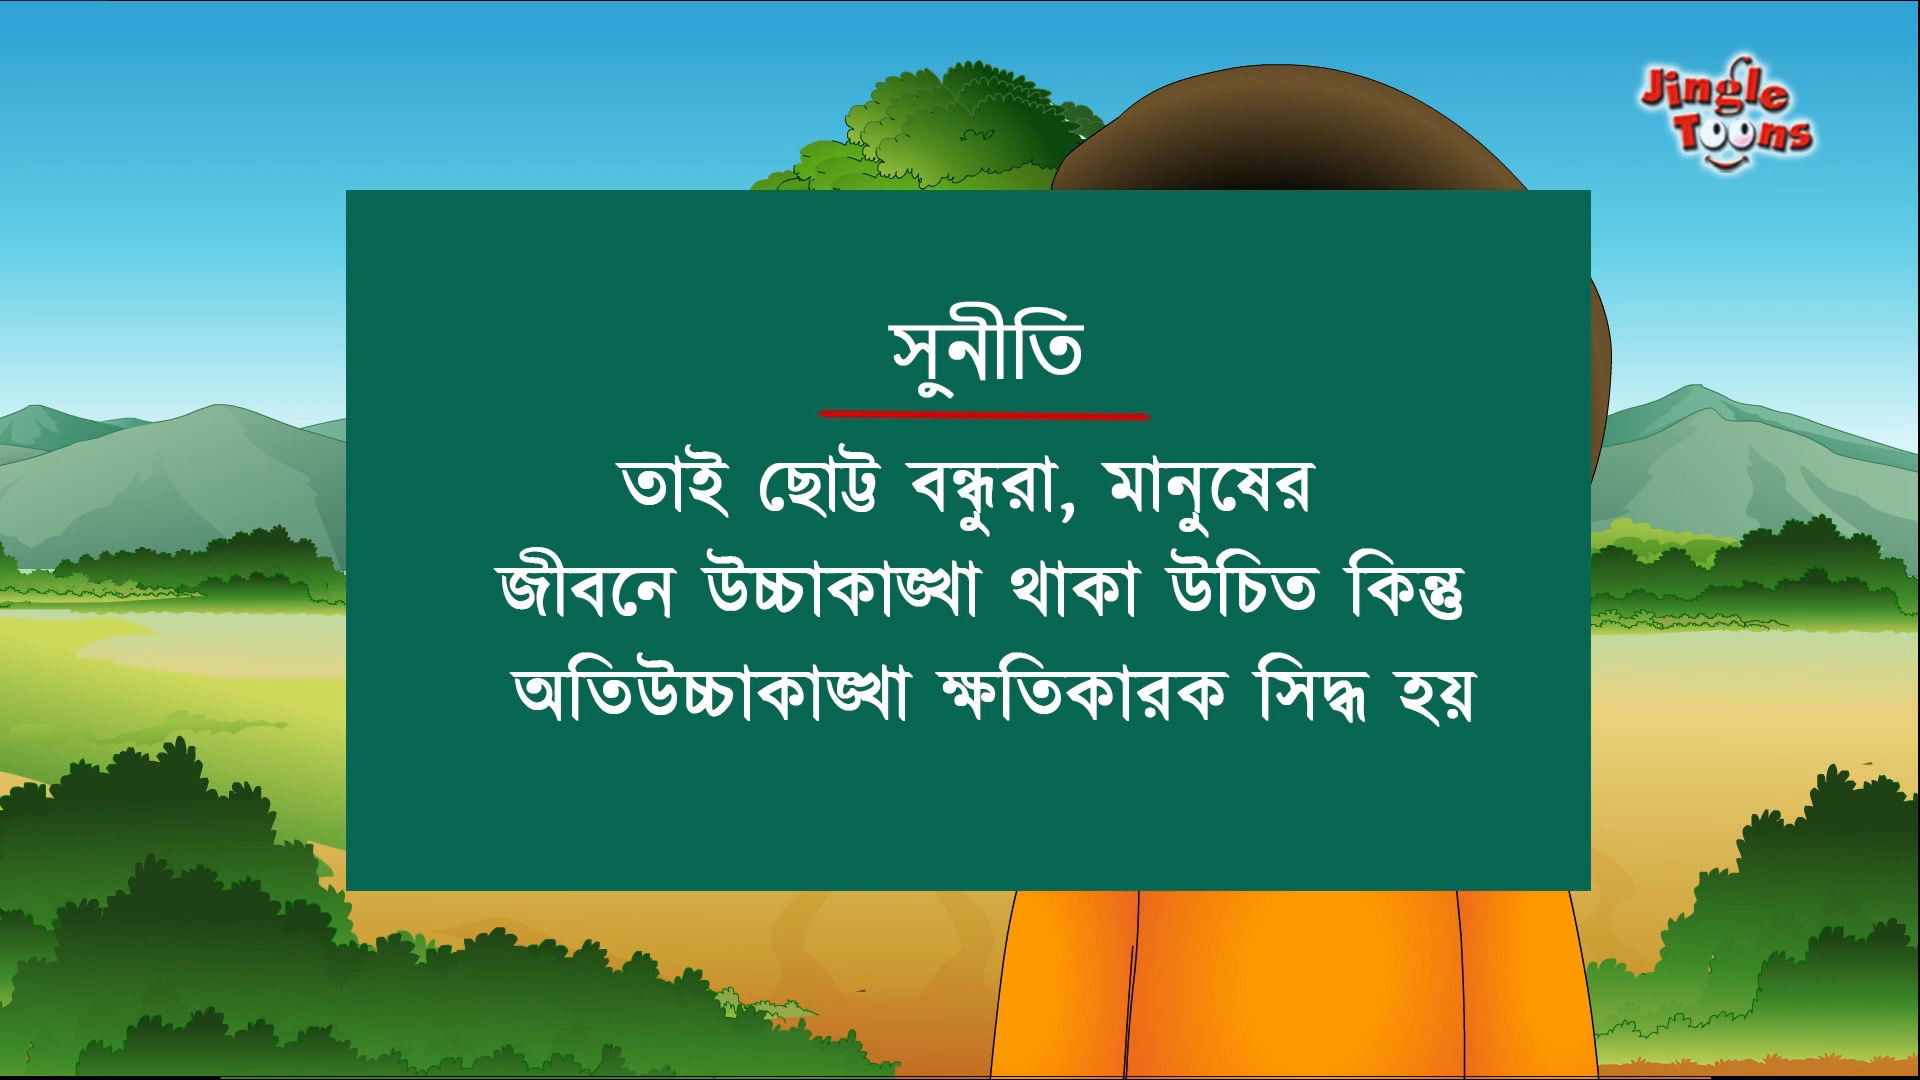 Jingle
Toons
সুনীতি
তাই ছোট্ট বন্ধুরা, মানুষের
জীবনে উচ্চাকাঙ্খা থাকা উচিত কিন্তু
অতিউচ্চাকাঙ্খা ক্ষতিকারক সিদ্ধ হয়